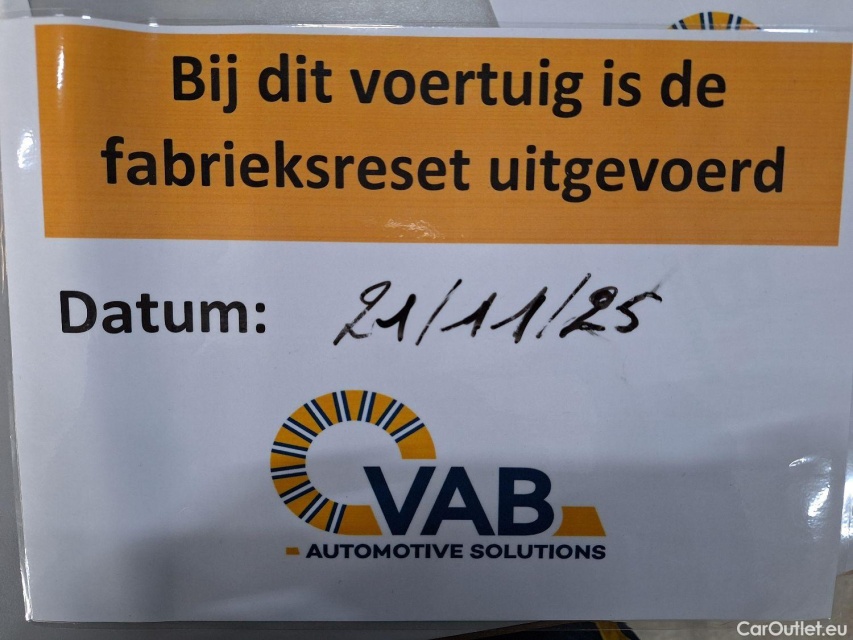 Bij dit voertuig is de
fabrieksreset uitgevoerd
Datum: 21/11/25
VAB
AUTOMOTIVE SOLUTIONS
CarOutlet.eu